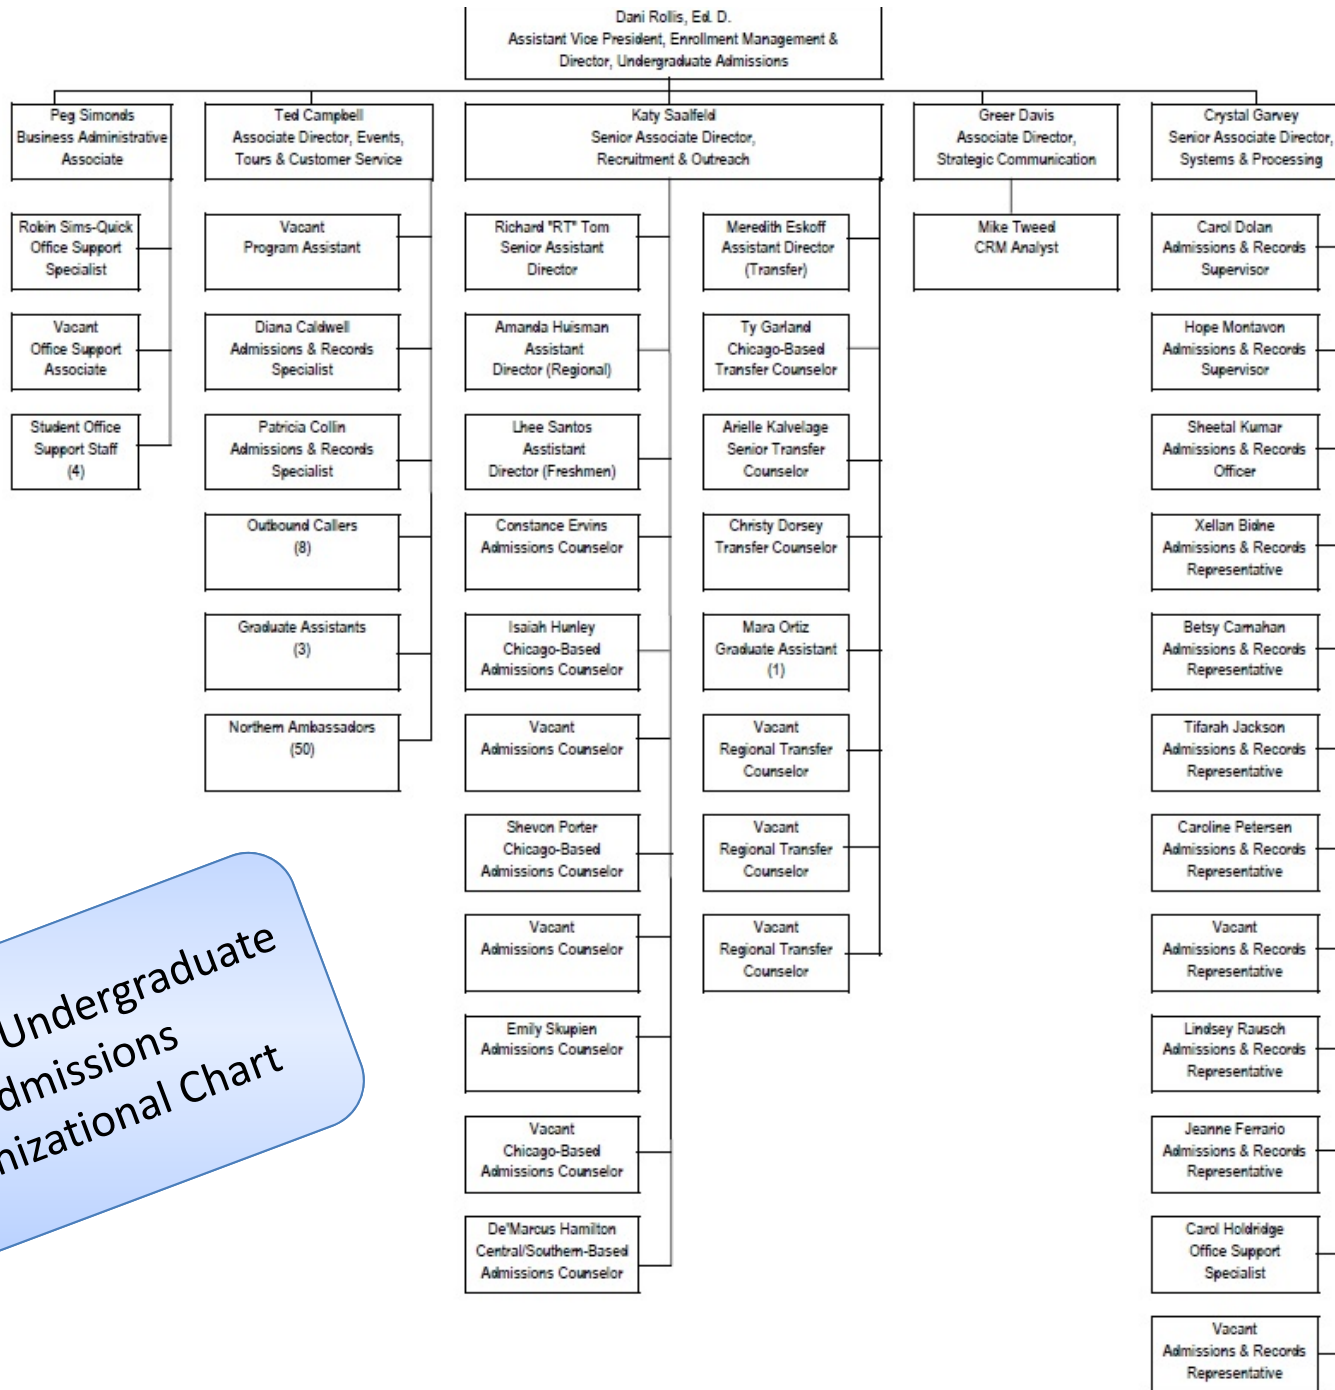 Dani Rollis, Ed. D.
Assistant Vice President, Enrollment Management &
Director, Undergraduate Admissions
Peg Simonds
Business Administrative
Associate
Robin Sims-Quick
Office Support
Specialist
Vacant
Office Support
Associate
Student Office
Support Staff
(4)
Ted Campbell
Associate Director, Events,
Tours & Customer Service
Vacant
Program Assistant
Diana Caldwell
Admissions & Records
Specialist
Patricia Collin
Admissions & Records
Specialist
Outbound Callers
(8)
Graduate Assistants
(3)
Northern Ambassadors
(50)
Katy Saalfeld
Senior Associate Director,
Recruitment & Outreach
Richard "RT" Tom
Senior Assistant
Director
Amanda Huisman
Assistant
Director (Regional)
Lhee Santos
Asstistant
Director (Freshmen)
Constance Ervins
Admissions Counselor
Isaiah Hunley
Chicago-Based
Admissions Counselor
Vacant
Admissions Counselor
Shevon Porter
Chicago-Based
Admissions Counselor
Vacant
Admissions Counselor
Emily Skupien
Admissions Counselor
Vacant
Chicago-Based
Admissions Counselor
De'Marcus Hamilton
Central/Southern-Based
Admissions Counselor
Meredith Eskoff
Assistant Director
(Transfer)
Ty Garland
Chicago-Based
Transfer Counselor
Arielle Kalvelage
Senior Transfer
Counselor
Christy Dorsey
Transfer Counselor
Mara Ortiz
Graduate Assistant
(1)
Vacant
Regional Transfer
Counselor
Vacant
Regional Transfer
Counselor
Vacant
Regional Transfer
Counselor
Greer Davis
Associate Director,
Strategic Communication
Mike Tweed
CRM Analyst
Crystal Garvey
Senior Associate Director,
Systems & Processing
Carol Dolan
Admissions & Records
Supervisor
Hope Montavon
Admissions & Records
Supervisor
Sheetal Kumar
Admissions & Records
Officer
Xellan Bidne
Admissions & Records
Representative
Betsy Carnahan
Admissions & Records
Representative
Tifarah Jackson
Admissions & Records
Representative
Caroline Petersen
Admissions & Records
Representative
Vacant
Admissions & Records
Representative
Lindsey Rausch
Admissions & Records
Representative
Jeanne Ferrario
Admissions & Records
Representative
Carol Holdridge
Office Support
Specialist
Vacant
Admissions & Records
Representative
Undergraduate
dmissions
nizational Chart